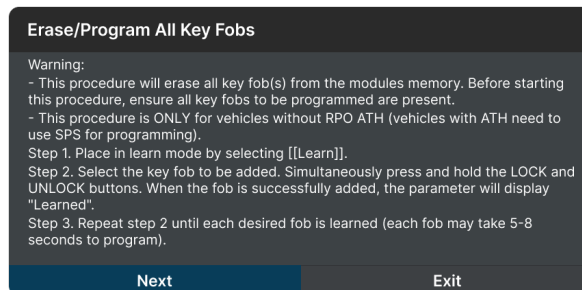 Erase/Program All Key Fobs
Warning:
- This procedure will erase all key fob(s) from the modules memory. Before starting
this procedure, ensure all key fobs to be programmed are present.
- This procedure is ONLY for vehicles without RPO ATH (vehicles with ATH need to
use SPS for programming).
Step 1. Place in learn mode by selecting [[Learn]].
Step 2. Select the key fob to be added. Simultaneously press and hold the LOCK and
UNLOCK buttons. When the fob is successfully added, the parameter will display
"Learned".
Step 3. Repeat step 2 until each desired fob is learned (each fob may take 5-8
seconds to program).
Next Exit